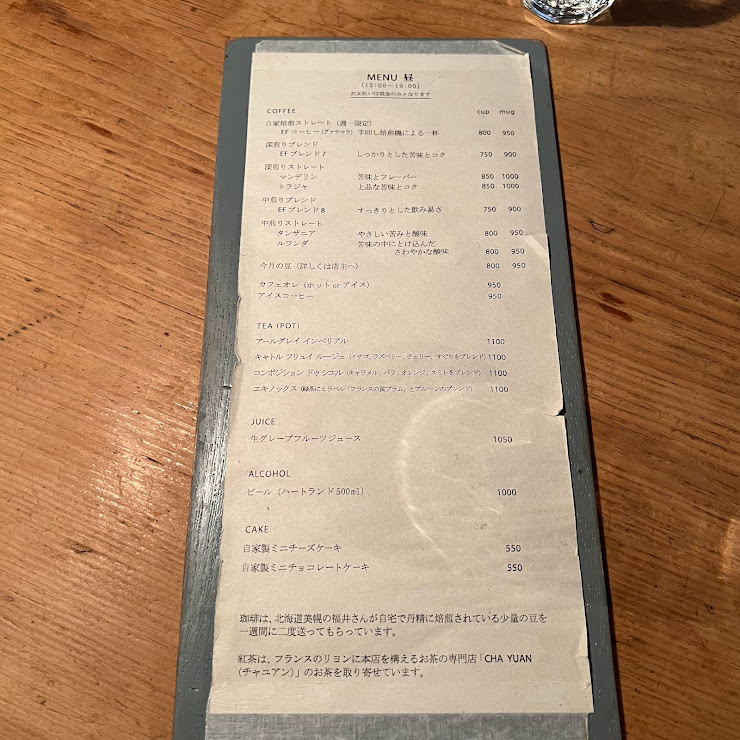 MENU 昼
(13:00〜19:00)
お支払いは現金のみとなります
COFFEE cup mug
自家焙煎ストレート（週一限定）
EF コーヒー(グァテマラ) 手回し焙煎機による一杯 800 950
深煎りブレンド
EF ブレンド7 しっかりとした苦味とコク 750 900
深煎りストレート
マンデリン 苦味とフレーバー 850 1000
トラジャ 上品な苦味とコク 850 1000
中煎りブレンド
EF ブレンド8 すっきりとした飲み易さ 750 900
中煎りストレート
タンザニア やさしい苦みと酸味 800 950
ルワンダ 苦味の中にとけ込んだ
さわやかな酸味 800 950
今月の豆（詳しくは店主へ） 800 950
カフェオレ（ホット or アイス） 950
アイスコーヒー 950
TEA (POT)
アールグレイ インペリアル 1100
キャトル フリュイ ルージュ（イチゴ、ラズベリー、チェリー、すぐりをブレンド） 1100
コンポジション ドゥシエル（キャラメル、バラ、オレンジ、スミレをブレンド） 1100
エキノックス（緑茶にミラベル「フランスの黄プラム」とプルーンのブレンド） 1100
JUICE
生グレープフルーツジュース 1050
ALCOHOL
ビール（ハートランド500ml） 1000
CAKE
自家製ミニチーズケーキ 550
自家製ミニチョコレートケーキ 550
珈琲は、北海道美幌の福井さんが自宅で丹精に焙煎されている少量の豆を
一週間に二度送ってもらっています。
紅茶は、フランスのリヨンに本店を構えるお茶の専門店「CHA YUAN
（チャユアン）」のお茶を取り寄せています。